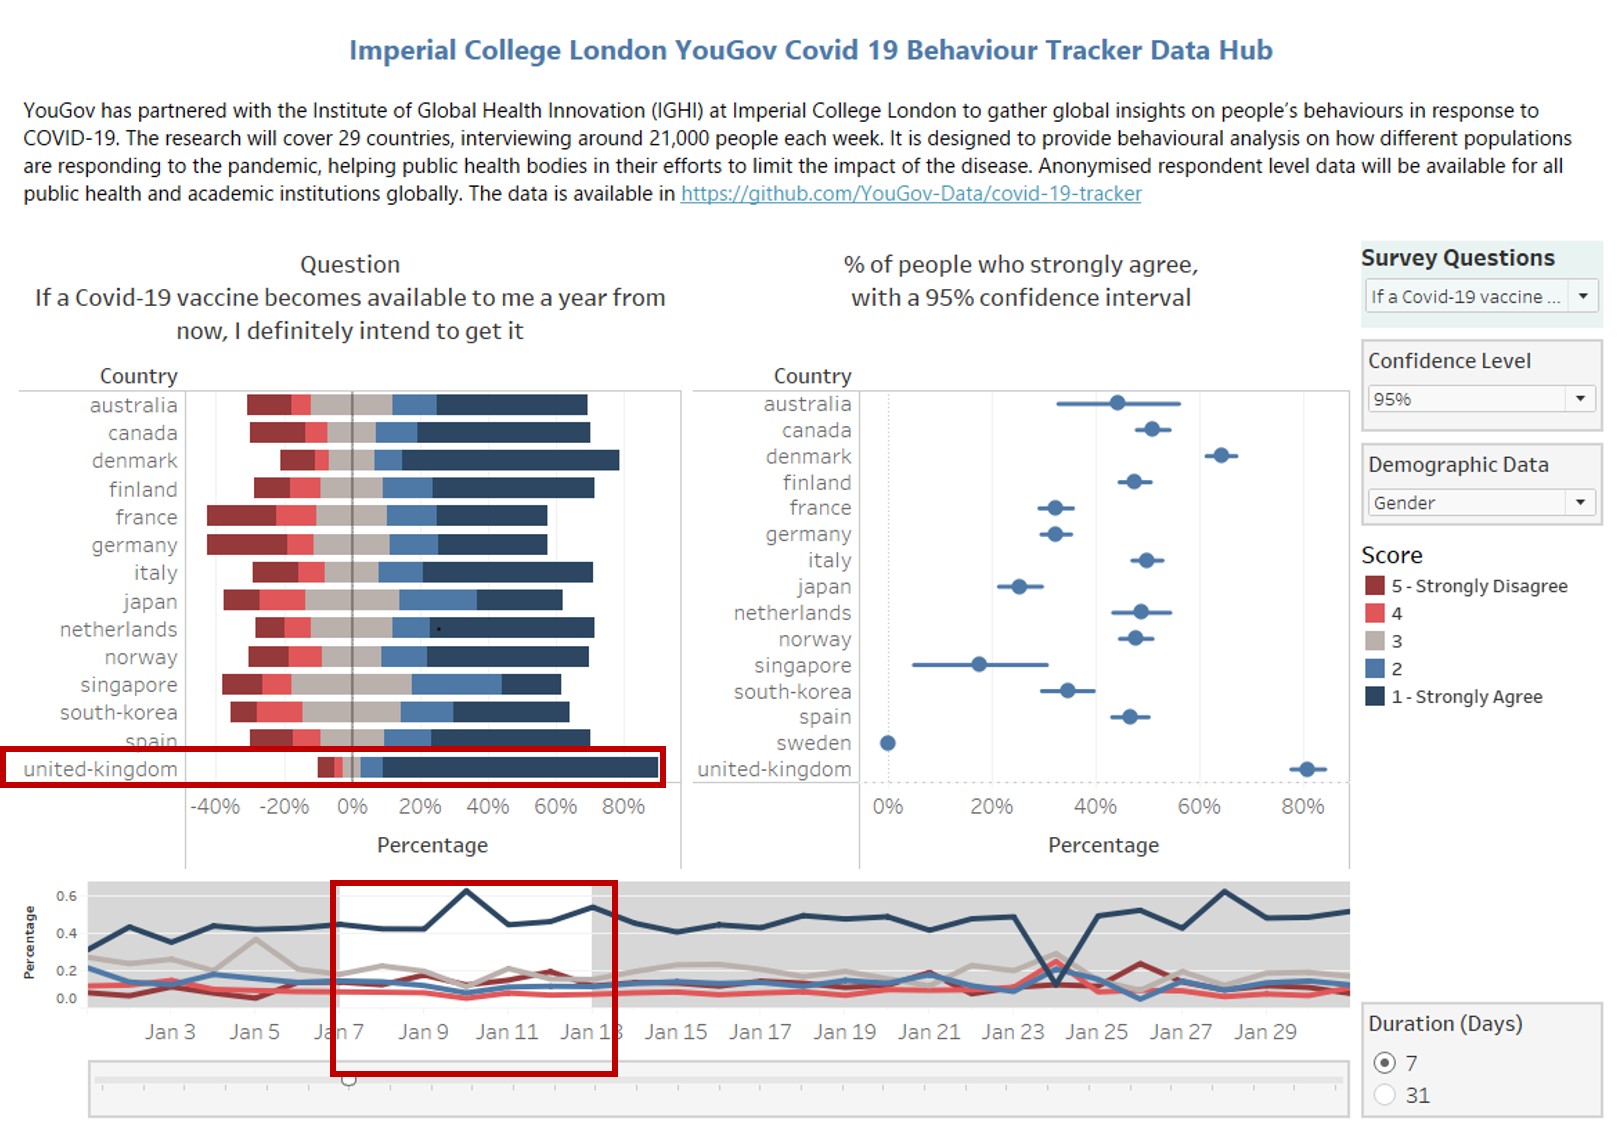 Imperial College London YouGov Covid 19 Behaviour Tracker Data Hub
YouGov has partnered with the Institute of Global Health Innovation (IGHI) at Imperial College London to gather global insights on people's behaviours in response to
COVID-19. The research will cover 29 countries, interviewing around 21,000 people each week. It is designed to provide behavioural analysis on how different populations
are responding to the pandemic, helping public health bodies in their efforts to limit the impact of the disease. Anonymised respondent level data will be available for all
public health and academic institutions globally. The data is available in https://github.com/YouGov-Data/covid-19-tracker
Question
If a Covid-19 vaccine becomes available to me a year from
now, I definitely intend to get it
Country
australia
canada
denmark
finland
france
germany
italy
japan
netherlands
norway
singapore
south-korea
spain
united-kingdom
-40% -20% 0% 20% 40% 60% 80%
Percentage
% of people who strongly agree,
with a 95% confidence interval
Country
australia
canada
denmark
finland
france
germany
italy
japan
netherlands
norway
singapore
south-korea
spain
sweden
united-kingdom
0% 20% 40% 60% 80%
Percentage
Survey Questions
If a Covid-19 vaccine ...
Confidence Level
95%
Demographic Data
Gender
Score
5 - Strongly Disagree
4
3
2
1 - Strongly Agree
Percentage
0.6
0.4
0.2
0.0
Jan 3 Jan 5 Jan 7 Jan 9 Jan 11 Jan 13 Jan 15 Jan 17 Jan 19 Jan 21 Jan 23 Jan 25 Jan 27 Jan 29
Duration (Days)
7
31